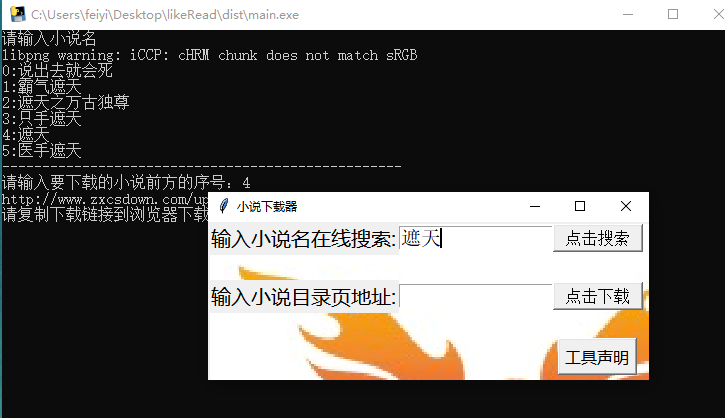 C:\Users\feiyi\Desktop\likeRead\dist\main.exe
请输入小说名
libpng warning: iCCP: cHRM chunk does not match sRGB
0:说出去就会死
1:霸气遮天
2:遮天之万古独尊
3:只手遮天
4:遮天
5:医手遮天
--------------------------------------------------
请输入要下载的小说前方的序号：4
http://www.zxcsdown.com/up
请复制下载链接到浏览器下载
小说下载器
输入小说名在线搜索: 遮天 点击搜索
输入小说目录页地址: 点击下载
工具声明